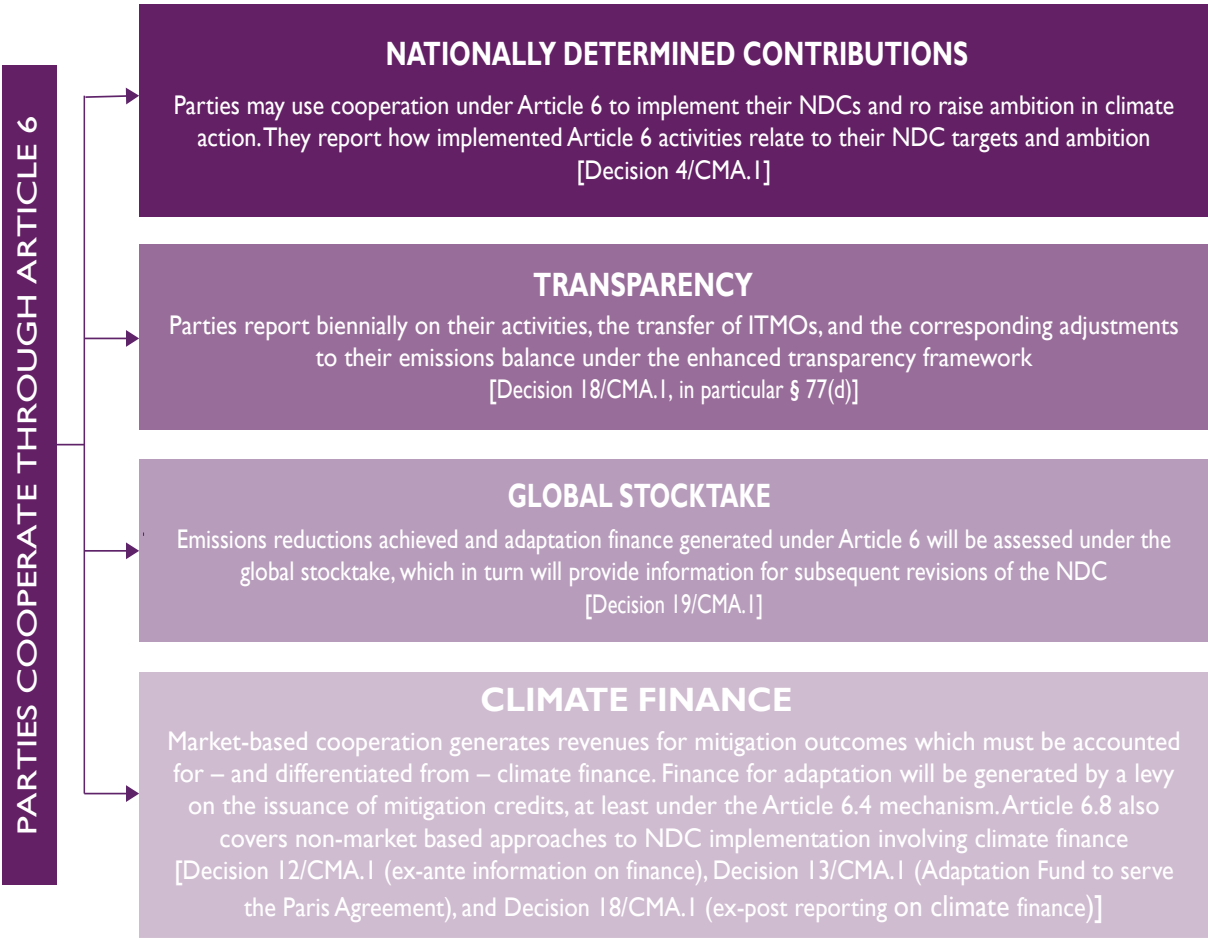 PARTIES COOPERATE THROUGH ARTICLE 6
NATIONALLY DETERMINED CONTRIBUTIONS
Parties may use cooperation under Article 6 to implement their NDCs and ro raise ambition in climate
action. They report how implemented Article 6 activities relate to their NDC targets and ambition
[Decision 4/CMA.1]
TRANSPARENCY
Parties report biennially on their activities, the transfer of ITMOs, and the corresponding adjustments
to their emissions balance under the enhanced transparency framework
[Decision 18/CMA.1, in particular § 77(d)]
GLOBAL STOCKTAKE
Emissions reductions achieved and adaptation finance generated under Article 6 will be assessed under the
global stocktake, which in turn will provide information for subsequent revisions of the NDC
[Decision 19/CMA.1]
CLIMATE FINANCE
Market-based cooperation generates revenues for mitigation outcomes which must be accounted
for – and differentiated from – climate finance. Finance for adaptation will be generated by a levy
on the issuance of mitigation credits, at least under the Article 6.4 mechanism. Article 6.8 also
covers non-market based approaches to NDC implementation involving climate finance
[Decision 12/CMA.1 (ex-ante information on finance), Decision 13/CMA.1 (Adaptation Fund to serve
the Paris Agreement), and Decision 18/CMA.1 (ex-post reporting on climate finance)]